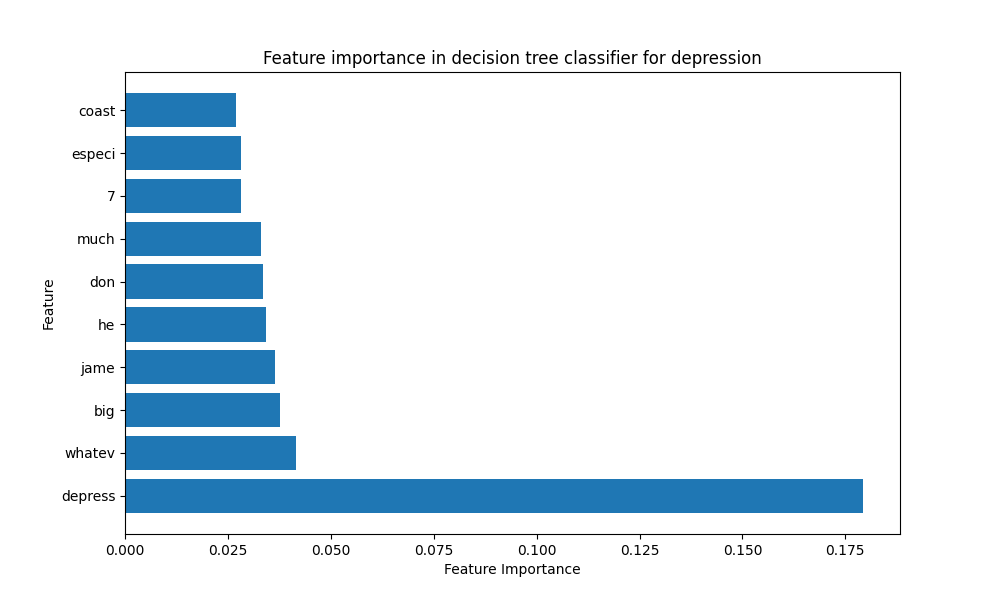 Feature importance in decision tree classifier for depression
coast
especi
7
much
don
he
jame
big
whatev
depress
Feature
0.000 0.025 0.050 0.075 0.100 0.125 0.150 0.175
Feature Importance